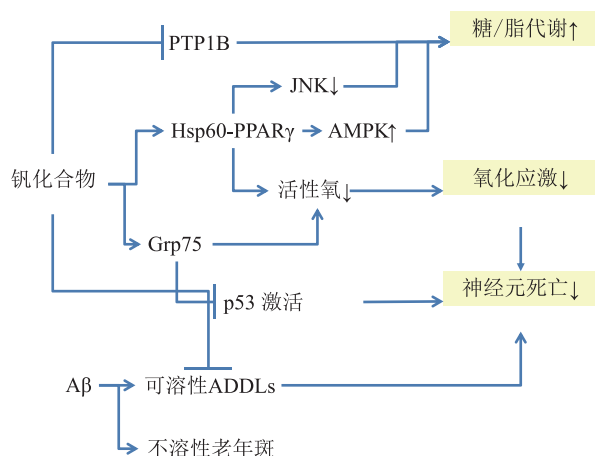 PTP1B
糖/脂代谢↑
JNK↓
Hsp60-PPARγ
AMPK↑
钒化合物
活性氧↓
氧化应激↓
Grp75
p53 激活
神经元死亡↓
Aβ
可溶性ADDLs
不溶性老年斑